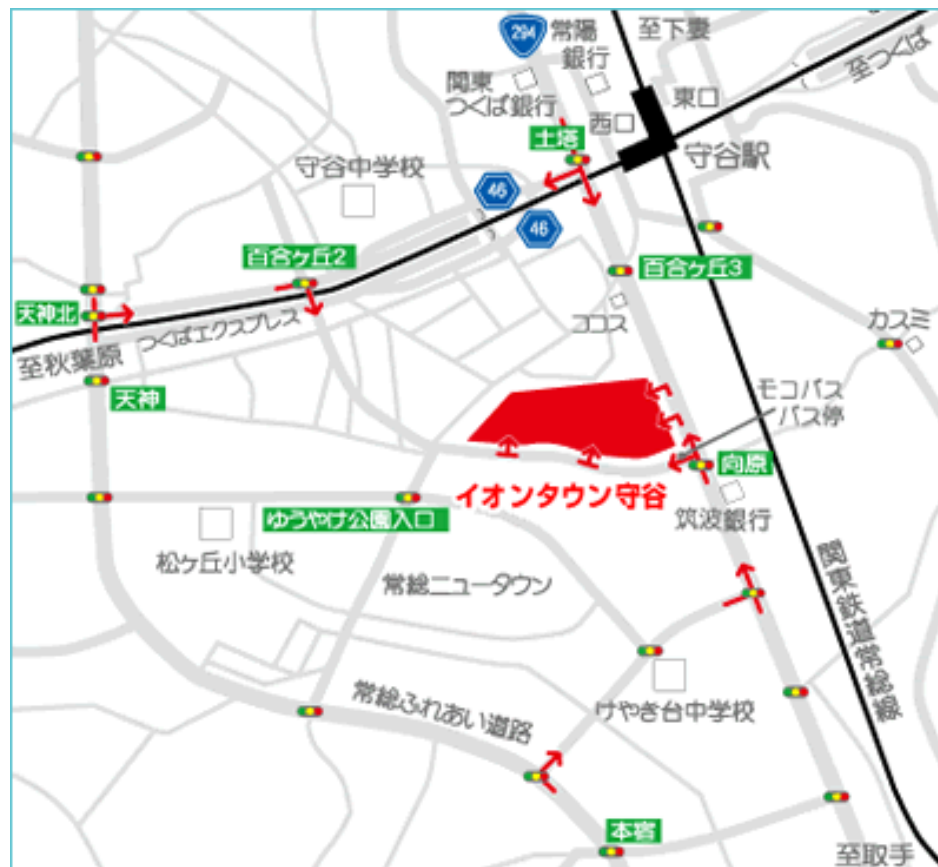 294
常陽
銀行
至下妻
至つくば
関東
つくば銀行
東口
西口
土塔
守谷駅
守谷中学校
46
46
百合ヶ丘2
百合ヶ丘3
天神北
つくばエクスプレス
ココス
カスミ
至秋葉原
天神
モコバス
バス停
向原
イオンタウン守谷
筑波銀行
ゆうやけ公園入口
松ヶ丘小学校
常総ニュータウン
関東鉄道常総線
けやき台中学校
常総ふれあい道路
本宿
至取手